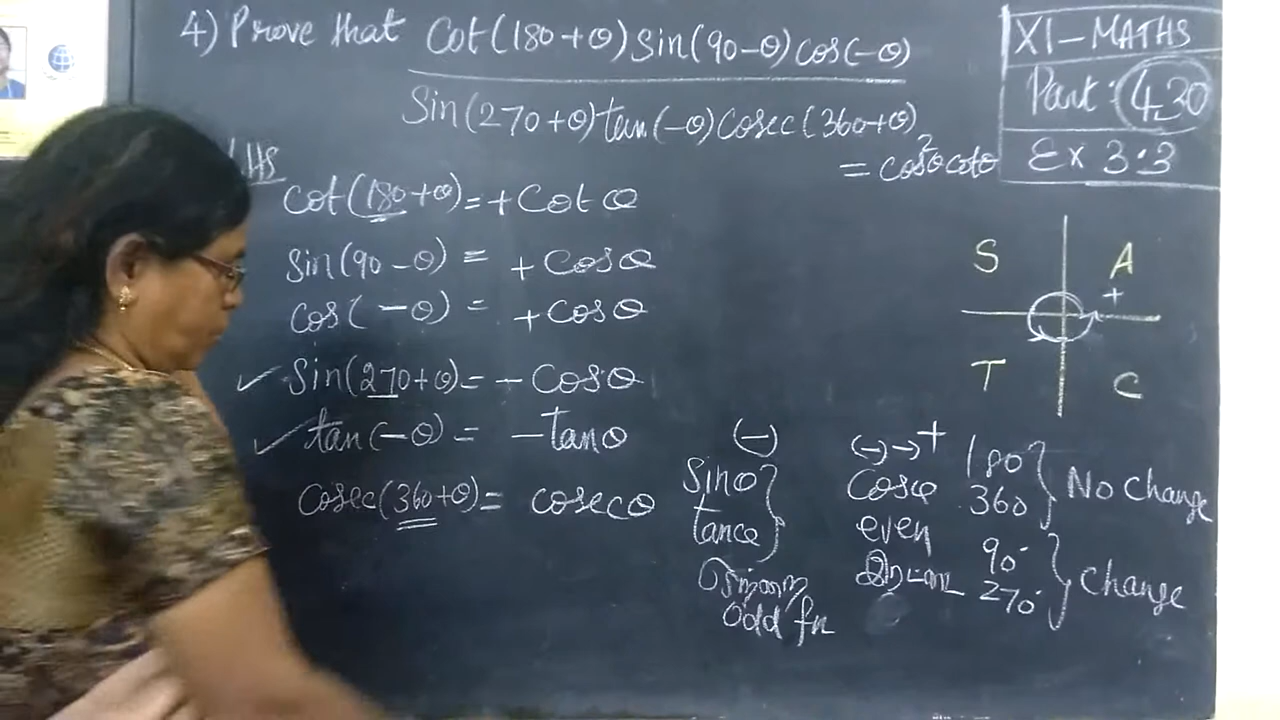 4) Prove that cot(180+θ) sin(90-θ) cos(-θ)
sin(270+θ) tan(-θ) cosec(360+θ)
= cos²θ cotθ
XI-MATHS
Part: 430
Ex 3.3
LHS
cot(180+θ) = + cot θ
sin(90-θ) = + cosθ
cos(-θ) = + cosθ
✓ sin(270+θ) = - cosθ
✓ tan(-θ) = - tanθ
cosec(360+θ) = cosecθ
S A
+
T C
(-)
sinθ
tanθ
odd fn
(-)→+
cosθ
even
180
360 } No change
90°
270° } change